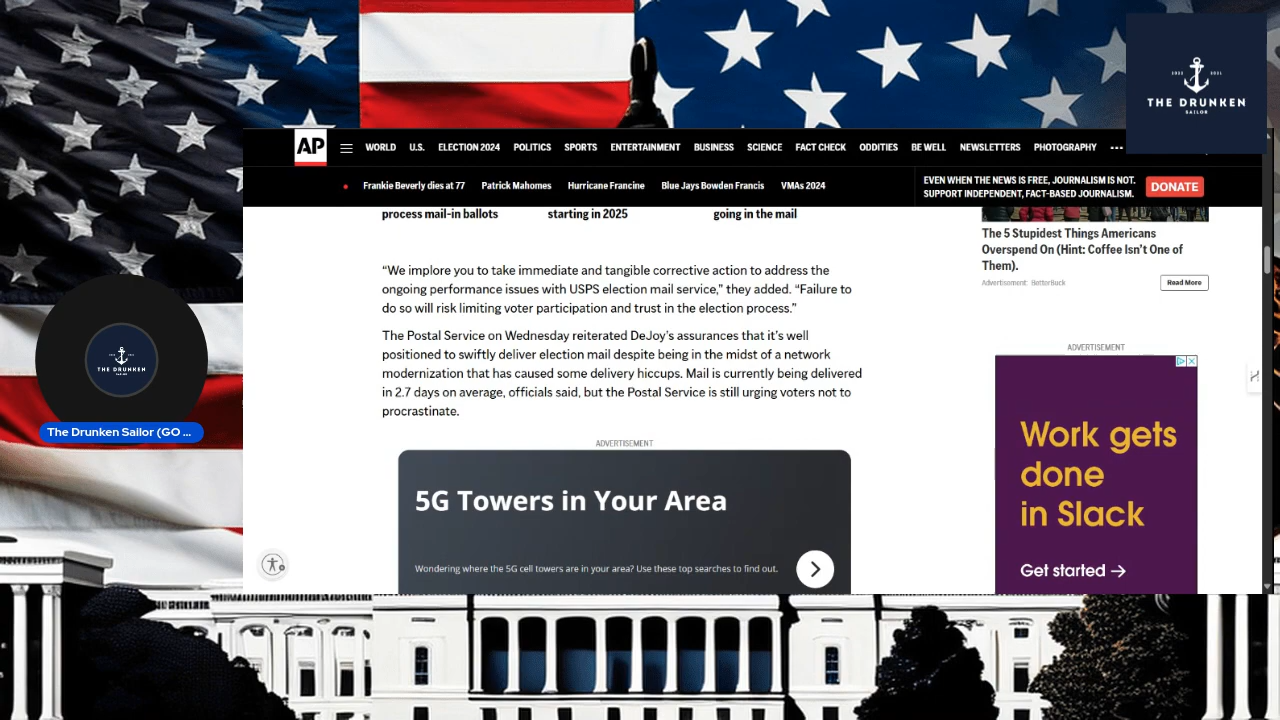 THE DRUNKEN
SAILOR
AP
WORLD U.S. ELECTION 2024 POLITICS SPORTS ENTERTAINMENT BUSINESS SCIENCE FACT CHECK ODDITIES BE WELL NEWSLETTERS PHOTOGRAPHY
Frankie Beverly dies at 77 Patrick Mahomes Hurricane Francine Blue Jays Bowden Francis VMAs 2024
EVEN WHEN THE NEWS IS FREE, JOURNALISM IS NOT.
SUPPORT INDEPENDENT, FACT-BASED JOURNALISM.
DONATE
process mail-in ballots starting in 2025 going in the mail
“We implore you to take immediate and tangible corrective action to address the
ongoing performance issues with USPS election mail service,” they added. “Failure to
do so will risk limiting voter participation and trust in the election process.”
The Postal Service on Wednesday reiterated DeJoy’s assurances that it’s well
positioned to swiftly deliver election mail despite being in the midst of a network
modernization that has caused some delivery hiccups. Mail is currently being delivered
in 2.7 days on average, officials said, but the Postal Service is still urging voters not to
procrastinate.
ADVERTISEMENT
5G Towers in Your Area
Wondering where the 5G cell towers are in your area? Use these top searches to find out.
The 5 Stupidest Things Americans
Overspend On (Hint: Coffee Isn’t One of
Them).
Advertisement: BetterBuck
Read More
ADVERTISEMENT
Work gets
done
in Slack
Get started →
THE DRUNKEN
The Drunken Sailor (GO ...